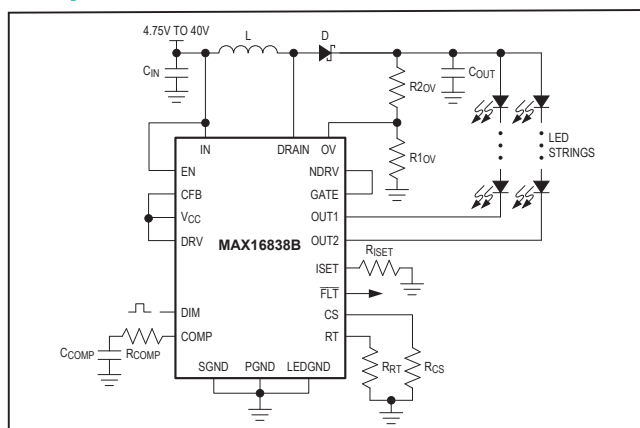 4.75V TO 40V
L
D
CIN
R2OV
COUT
R1OV
LED
STRINGS
IN
DRAIN
OV
EN
CFB
VCC
DRV
DIM
COMP
MAX16838B
NDRV
GATE
OUT1
OUT2
ISET
RISET
FLT
CS
RT
CCOMP
RCOMP
SGND
PGND
LEDGND
RRT
RCS